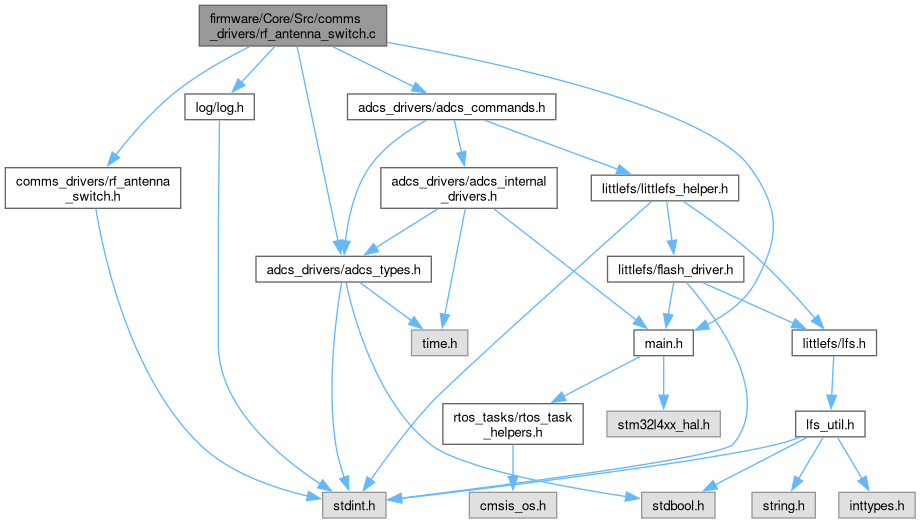 firmware/Core/Src/comms
_drivers/rf_antenna_switch.c
log/log.h
adcs_drivers/adcs_commands.h
comms_drivers/rf_antenna
_switch.h
adcs_drivers/adcs_internal
_drivers.h
littlefs/littlefs_helper.h
adcs_drivers/adcs_types.h
littlefs/flash_driver.h
time.h
main.h
littlefs/lfs.h
rtos_tasks/rtos_task
_helpers.h
stm32l4xx_hal.h
lfs_util.h
stdint.h
cmsis_os.h
stdbool.h
string.h
inttypes.h